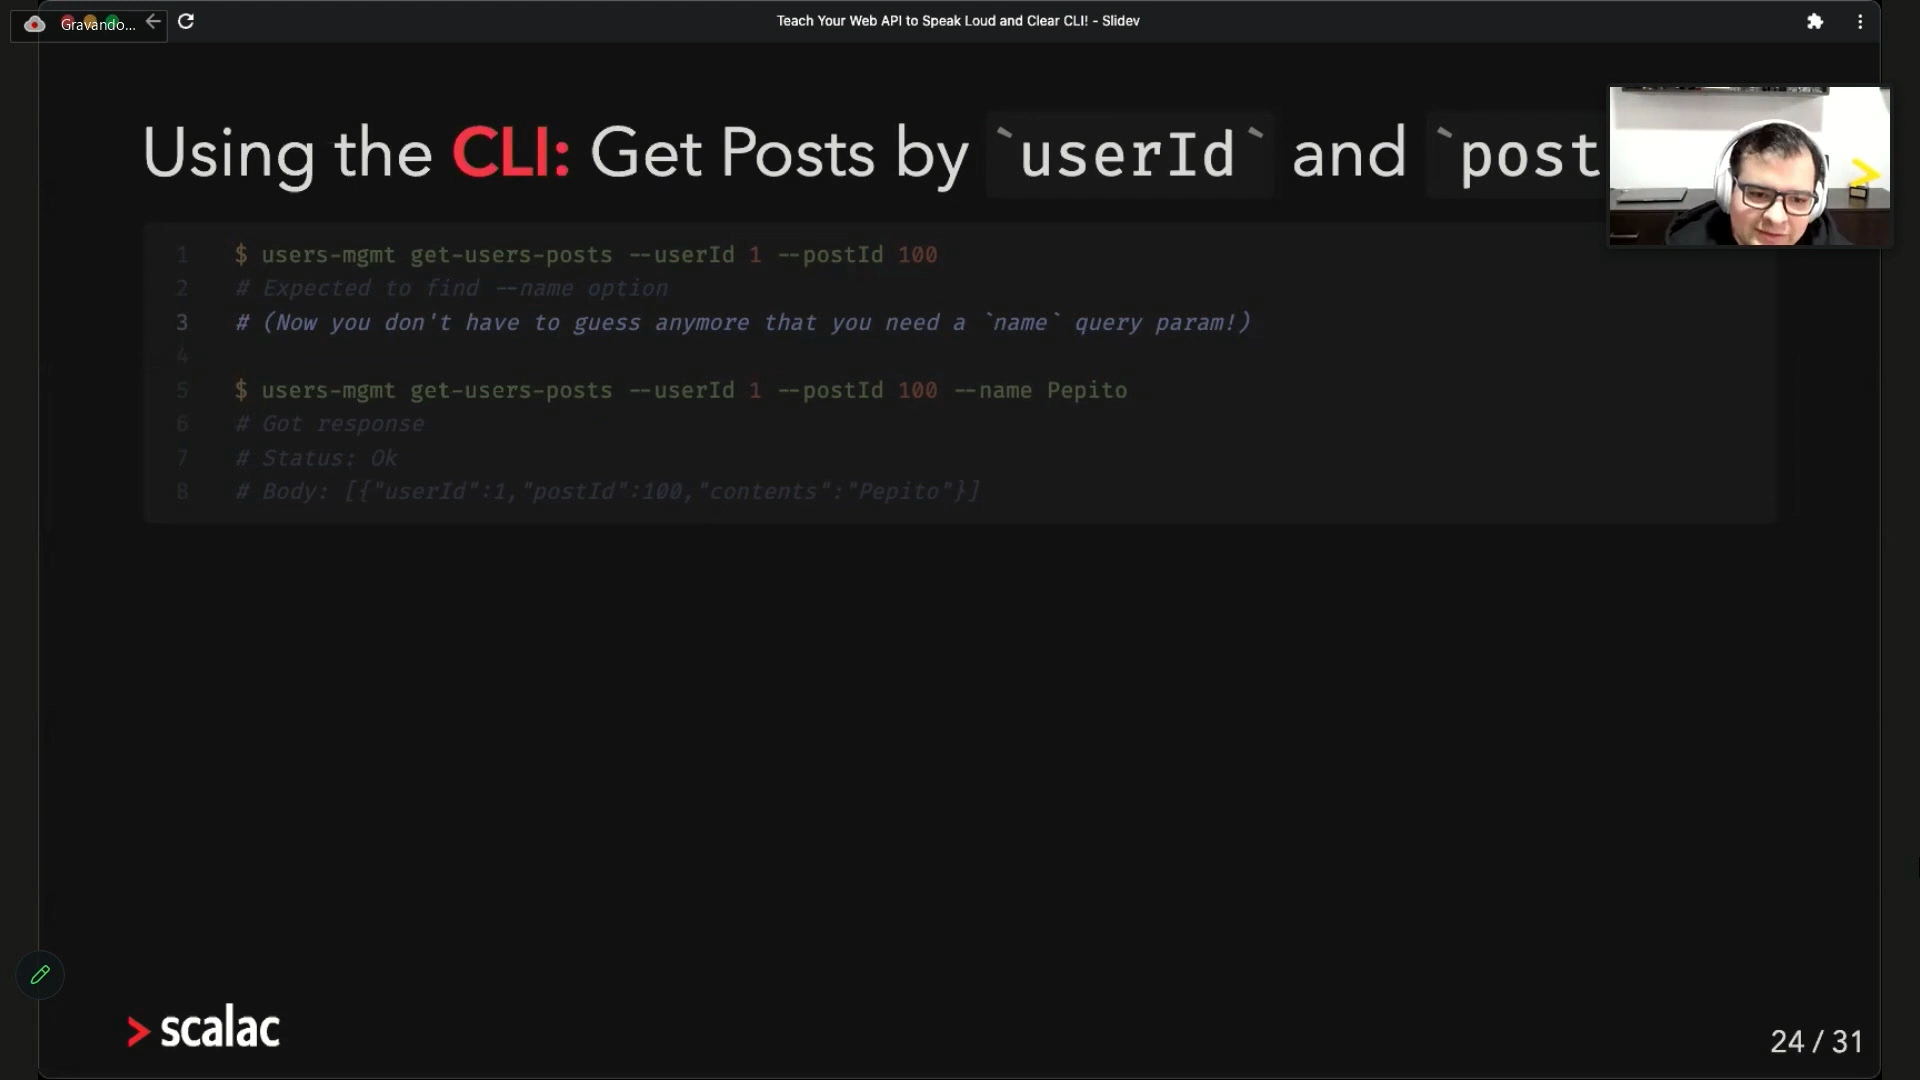 Gravando...
Teach Your Web API to Speak Loud and Clear CLI! - Slidev
Using the CLI: Get Posts by `userId` and `post
1 $ users-mgmt get-users-posts --userId 1 --postId 100
2 # Expected to find --name option
3 # (Now you don't have to guess anymore that you need a `name` query param!)
4
5 $ users-mgmt get-users-posts --userId 1 --postId 100 --name Pepito
6 # Got response
7 # Status: Ok
8 # Body: [{"userId":1,"postId":100,"contents":"Pepito"}]
> scalac
24 / 31